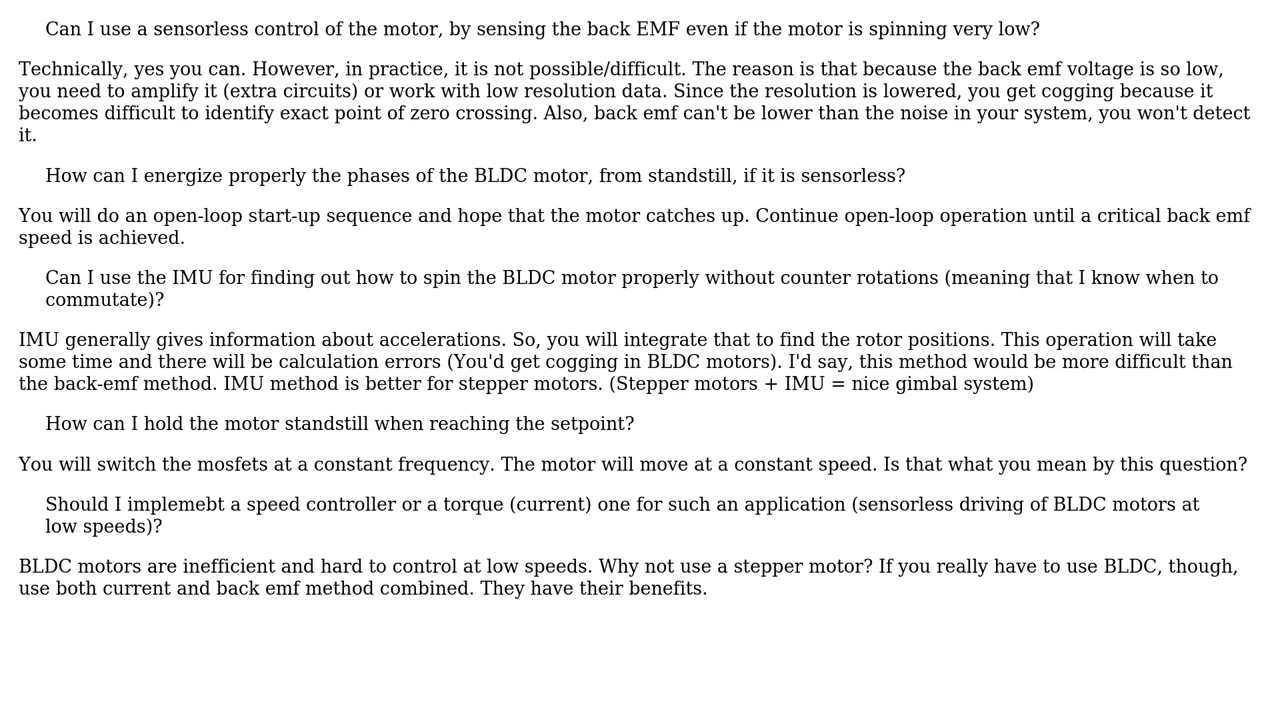 Can I use a sensorless control of the motor, by sensing the back EMF even if the motor is spinning very low?
Technically, yes you can. However, in practice, it is not possible/difficult. The reason is that because the back emf voltage is so low,
you need to amplify it (extra circuits) or work with low resolution data. Since the resolution is lowered, you get cogging because it
becomes difficult to identify exact point of zero crossing. Also, back emf can't be lower than the noise in your system, you won't detect
it.
How can I energize properly the phases of the BLDC motor, from standstill, if it is sensorless?
You will do an open-loop start-up sequence and hope that the motor catches up. Continue open-loop operation until a critical back emf
speed is achieved.
Can I use the IMU for finding out how to spin the BLDC motor properly without counter rotations (meaning that I know when to
commutate)?
IMU generally gives information about accelerations. So, you will integrate that to find the rotor positions. This operation will take
some time and there will be calculation errors (You'd get cogging in BLDC motors). I'd say, this method would be more difficult than
the back-emf method. IMU method is better for stepper motors. (Stepper motors + IMU = nice gimbal system)
How can I hold the motor standstill when reaching the setpoint?
You will switch the mosfets at a constant frequency. The motor will move at a constant speed. Is that what you mean by this question?
Should I implemebt a speed controller or a torque (current) one for such an application (sensorless driving of BLDC motors at
low speeds)?
BLDC motors are inefficient and hard to control at low speeds. Why not use a stepper motor? If you really have to use BLDC, though,
use both current and back emf method combined. They have their benefits.